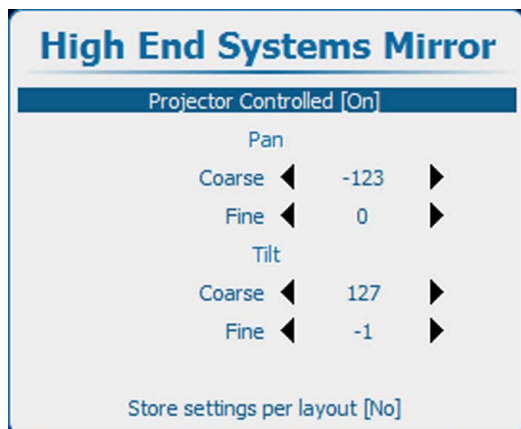 High End Systems Mirror
Projector Controlled [On]
Pan
Coarse -123
Fine 0
Tilt
Coarse 127
Fine -1
Store settings per layout [No]